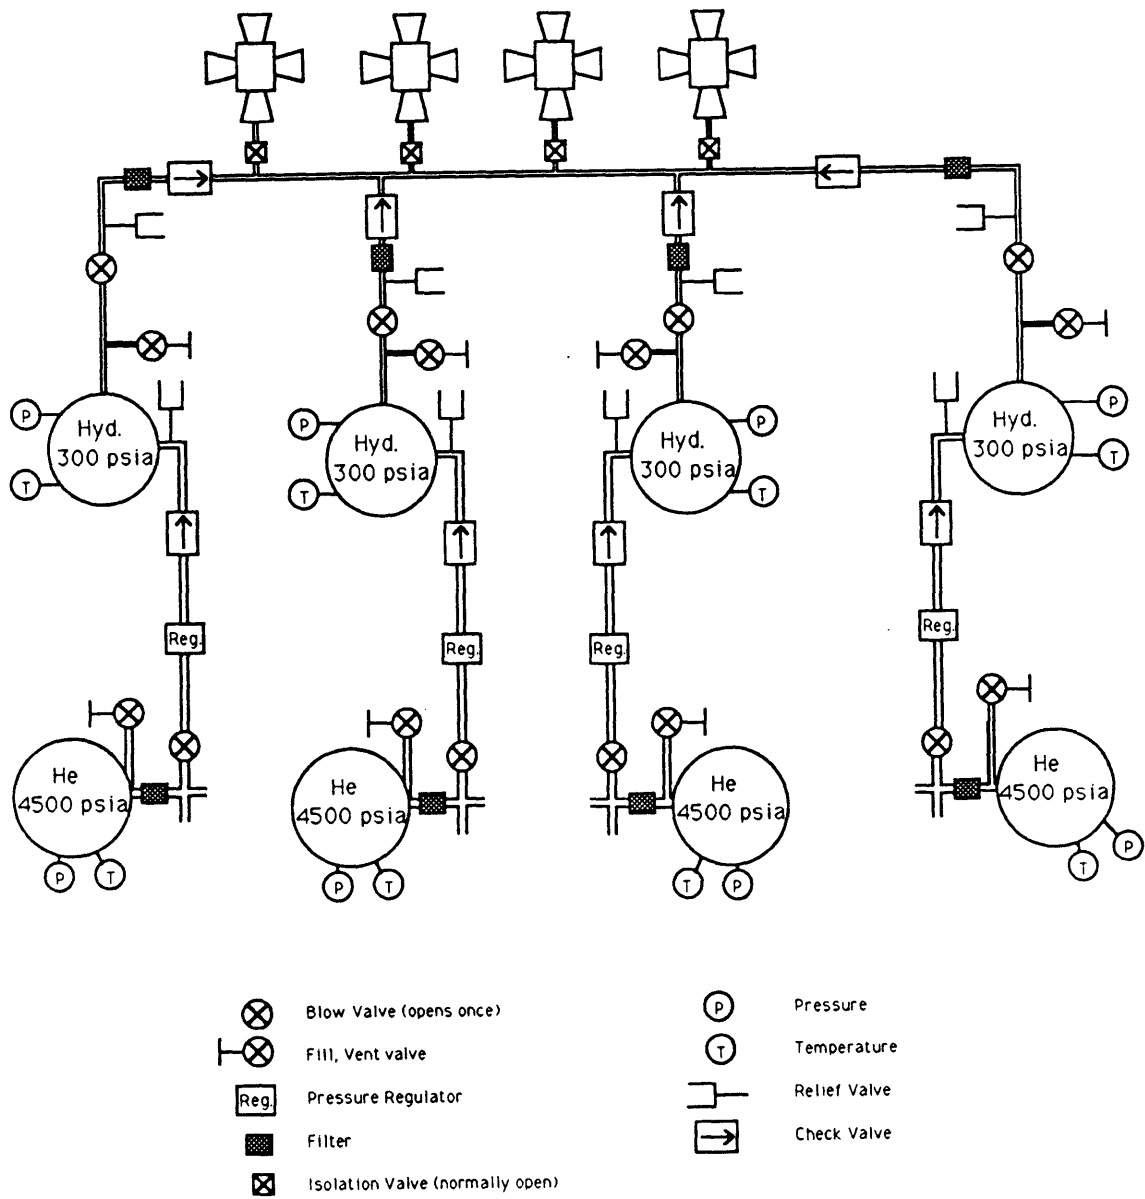 Hyd.
300 psia
Hyd.
300 psia
Hyd.
300 psia
Hyd.
300 psia
P
T
P
T
P
T
P
T
Reg.
Reg.
Reg.
Reg.
He
4500 psia
He
4500 psia
He
4500 psia
He
4500 psia
P
T
P
T
T
P
T
P
Blow Valve (opens once)
Fill, Vent valve
Reg.
Pressure Regulator
Filter
Isolation Valve (normally open)
P
Pressure
T
Temperature
Relief Valve
Check Valve